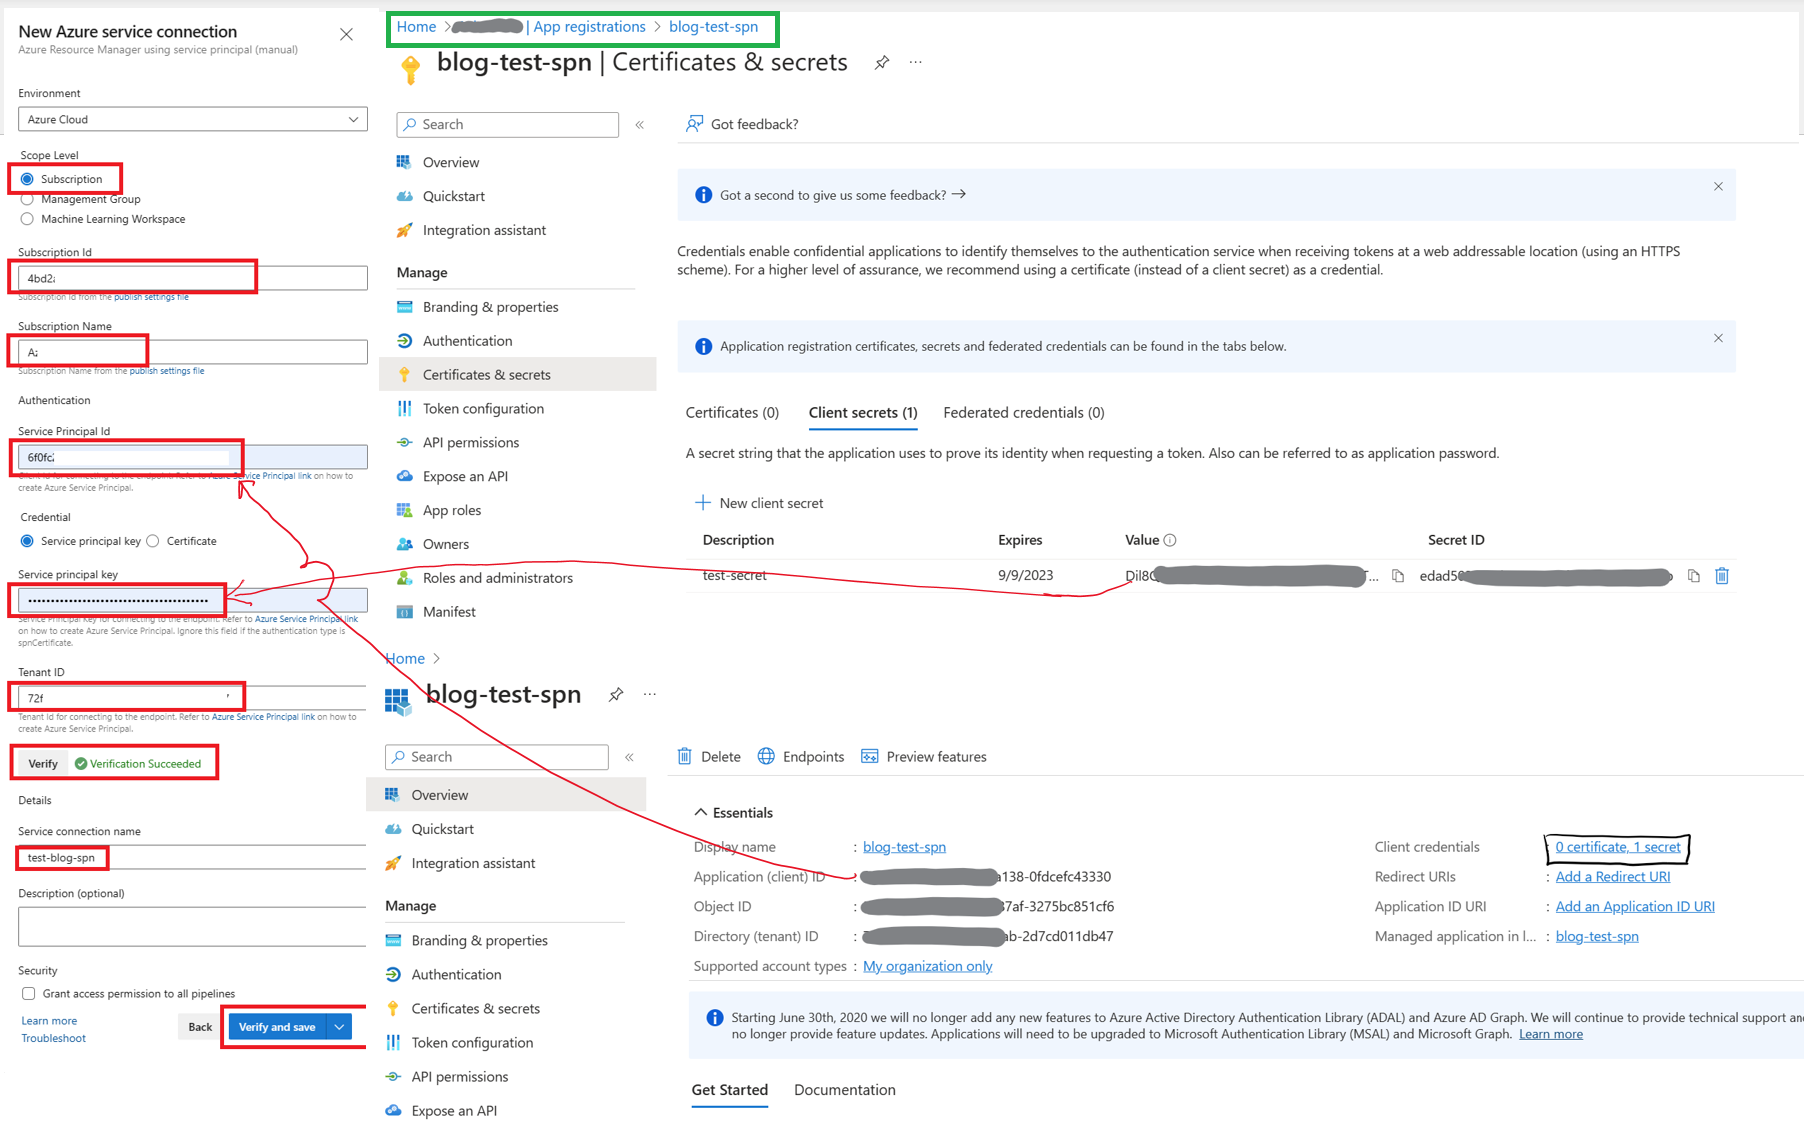 New Azure service connection
Azure Resource Manager using service principal (manual)
Environment
Azure Cloud
Scope Level
Subscription
Management Group
Machine Learning Workspace
Subscription Id
4bd2
Subscription Id from the publish settings file
Subscription Name
Az
Subscription Name from the publish settings file
Authentication
Service Principal Id
6f0fc
Client Id for connecting to the endpoint. Refer to Azure Service Principal link on how to
create Azure Service Principal.
Credential
Service principal key
Certificate
Service principal key
••••••••••••••••••••••••••••••••••••••••
Service Principal Key for connecting to the endpoint. Refer to Azure Service Principal link
on how to create Azure Service Principal. Ignore this field if the authentication type is
spnCertificate.
Tenant ID
72f
Tenant Id for connecting to the endpoint. Refer to Azure Service Principal link on how to
create Azure Service Principal.
Verify
Verification Succeeded
Details
Service connection name
test-blog-spn
Description (optional)
Security
Grant access permission to all pipelines
Learn more
Troubleshoot
Back
Verify and save
Home > | App registrations > blog-test-spn
blog-test-spn | Certificates & secrets
Search
Overview
Quickstart
Integration assistant
Manage
Branding & properties
Authentication
Certificates & secrets
Token configuration
API permissions
Expose an API
App roles
Owners
Roles and administrators
Manifest
Got feedback?
Got a second to give us some feedback? →
Credentials enable confidential applications to identify themselves to the authentication service when receiving tokens at a web addressable location (using an HTTPS
scheme). For a higher level of assurance, we recommend using a certificate (instead of a client secret) as a credential.
Application registration certificates, secrets and federated credentials can be found in the tabs below.
Certificates (0) Client secrets (1) Federated credentials (0)
A secret string that the application uses to prove its identity when requesting a token. Also can be referred to as application password.
New client secret
Description Expires Value Secret ID
test-secret 9/9/2023 Dil8 T... edad5
Home >
blog-test-spn
Search
Overview
Quickstart
Integration assistant
Manage
Branding & properties
Authentication
Certificates & secrets
Token configuration
API permissions
Expose an API
Delete Endpoints Preview features
Essentials
Display name : blog-test-spn
Application (client) ID : a138-0fdcefc43330
Object ID : 37af-3275bc851cf6
Directory (tenant) ID : ab-2d7cd011db47
Supported account types : My organization only
Client credentials : 0 certificate, 1 secret
Redirect URIs : Add a Redirect URI
Application ID URI : Add an Application ID URI
Managed application in l... : blog-test-spn
Starting June 30th, 2020 we will no longer add any new features to Azure Active Directory Authentication Library (ADAL) and Azure AD Graph. We will continue to provide technical support and
no longer provide feature updates. Applications will need to be upgraded to Microsoft Authentication Library (MSAL) and Microsoft Graph. Learn more
Get Started Documentation